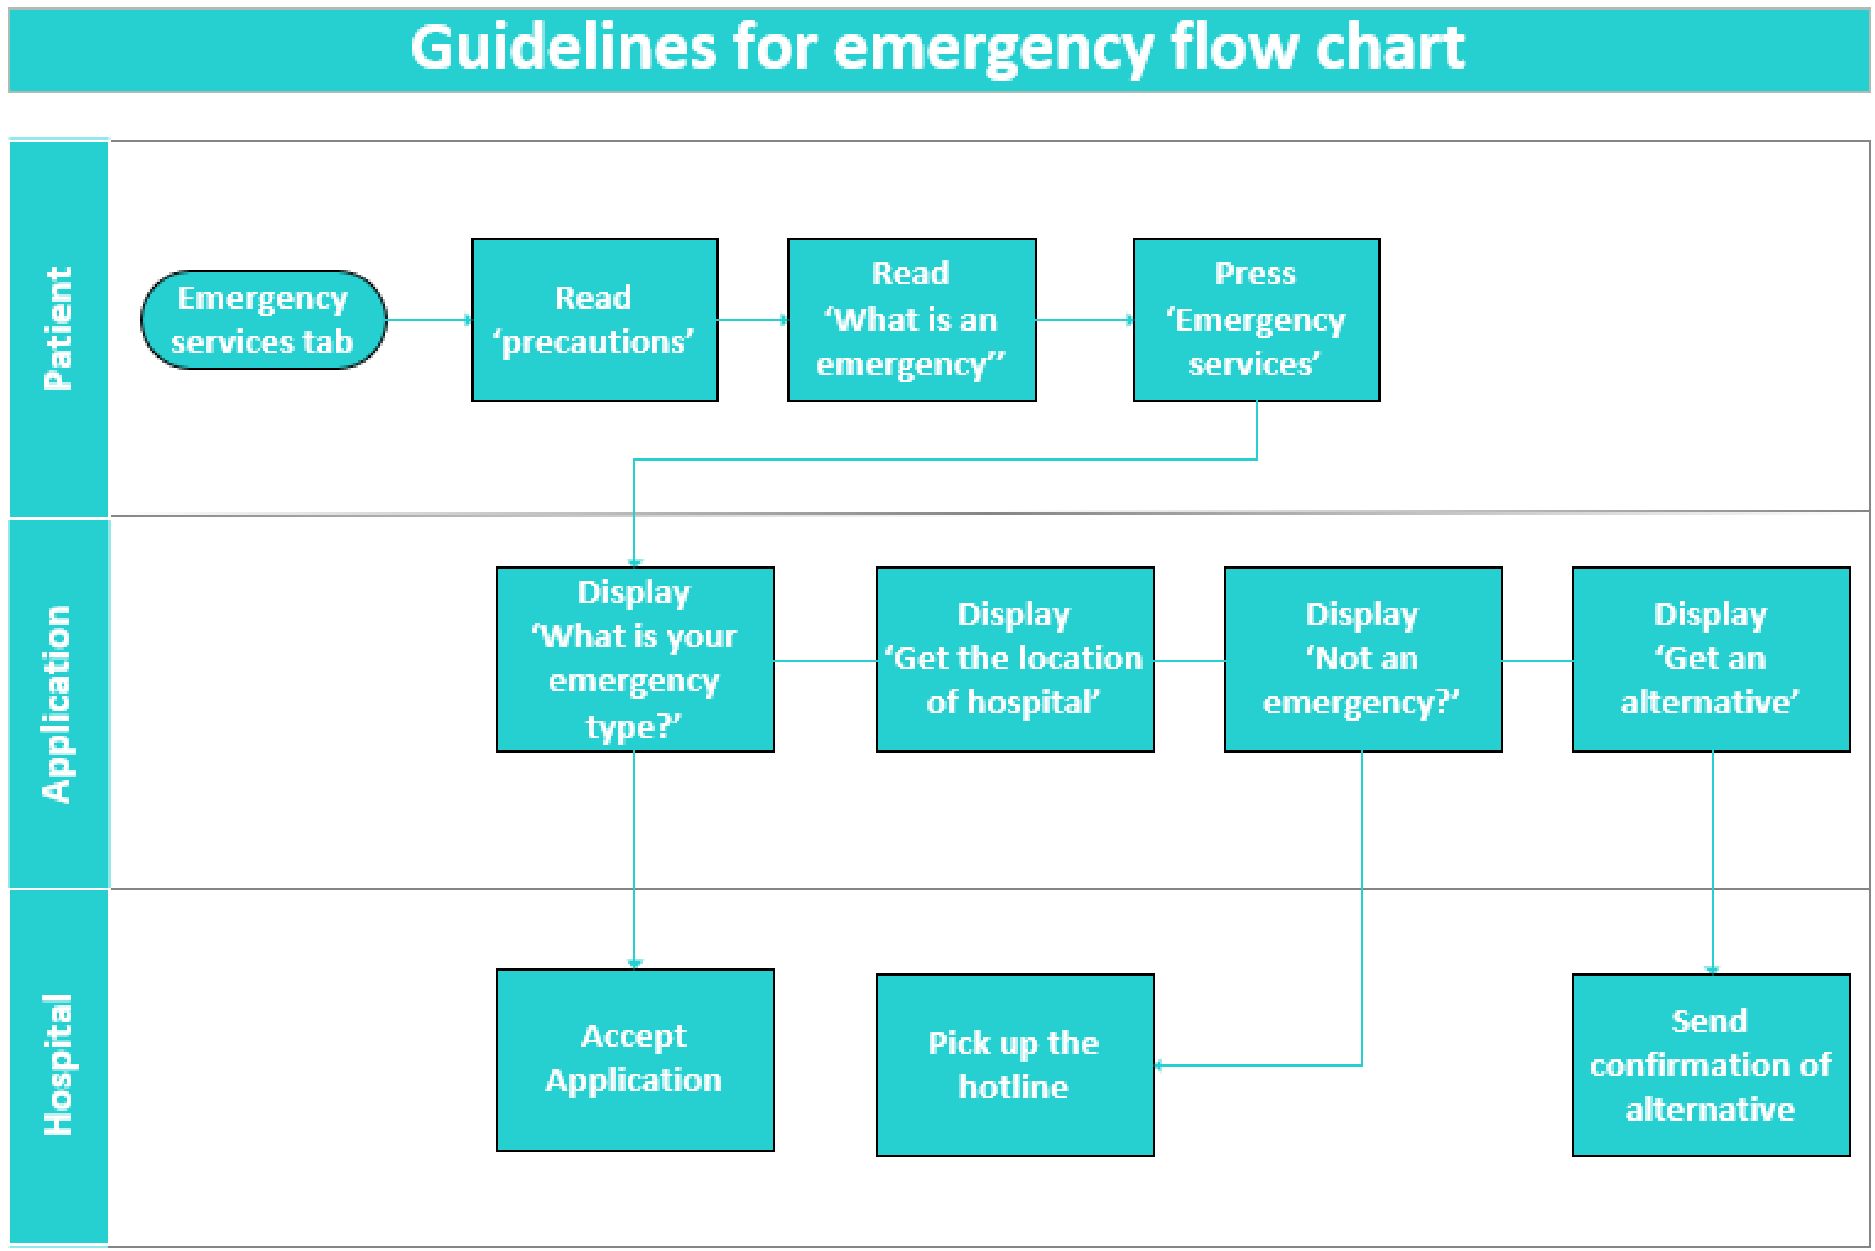 Guidelines for emergency flow chart
Patient
Emergency
services tab
Read
‘precautions’
Read
‘What is an
emergency’’
Press
‘Emergency
services’
Application
Display
‘What is your
emergency
type?’
Display
‘Get the location
of hospital’
Display
‘Not an
emergency?’
Display
‘Get an
alternative’
Hospital
Accept
Application
Pick up the
hotline
Send
confirmation of
alternative